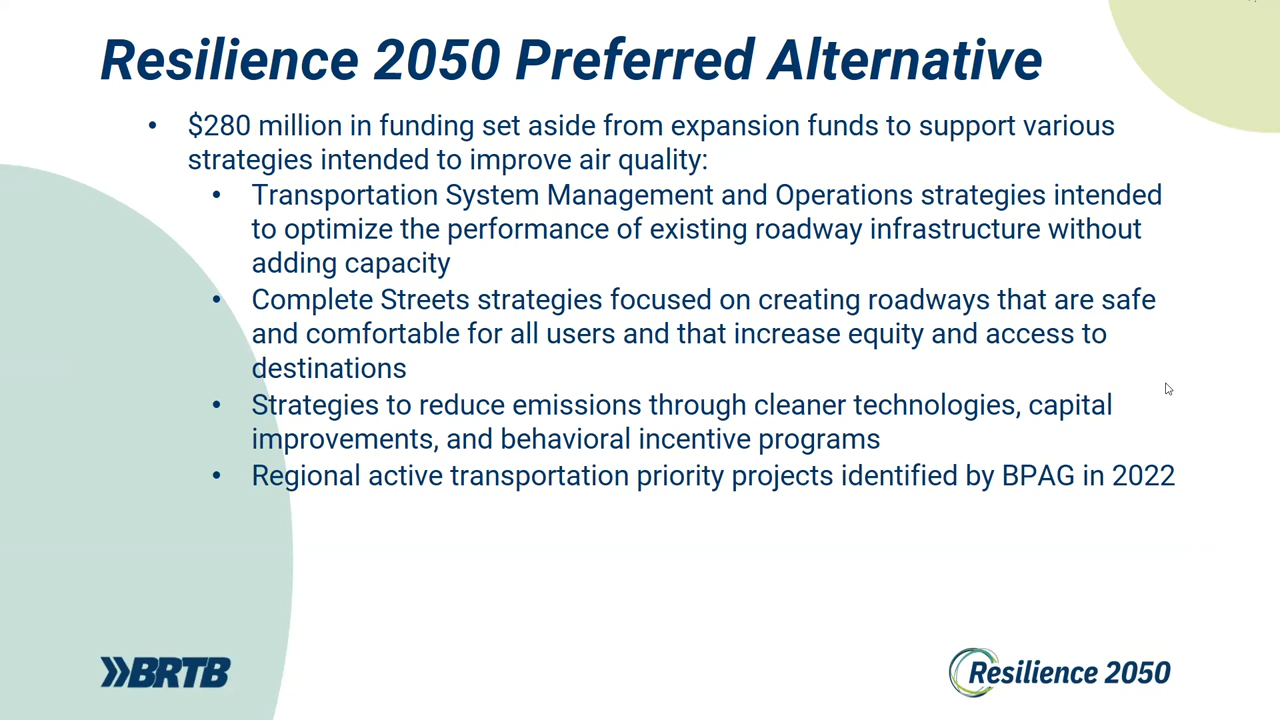 Resilience 2050 Preferred Alternative
• $280 million in funding set aside from expansion funds to support various
strategies intended to improve air quality:
• Transportation System Management and Operations strategies intended
to optimize the performance of existing roadway infrastructure without
adding capacity
• Complete Streets strategies focused on creating roadways that are safe
and comfortable for all users and that increase equity and access to
destinations
• Strategies to reduce emissions through cleaner technologies, capital
improvements, and behavioral incentive programs
• Regional active transportation priority projects identified by BPAG in 2022
BRTB
Resilience 2050